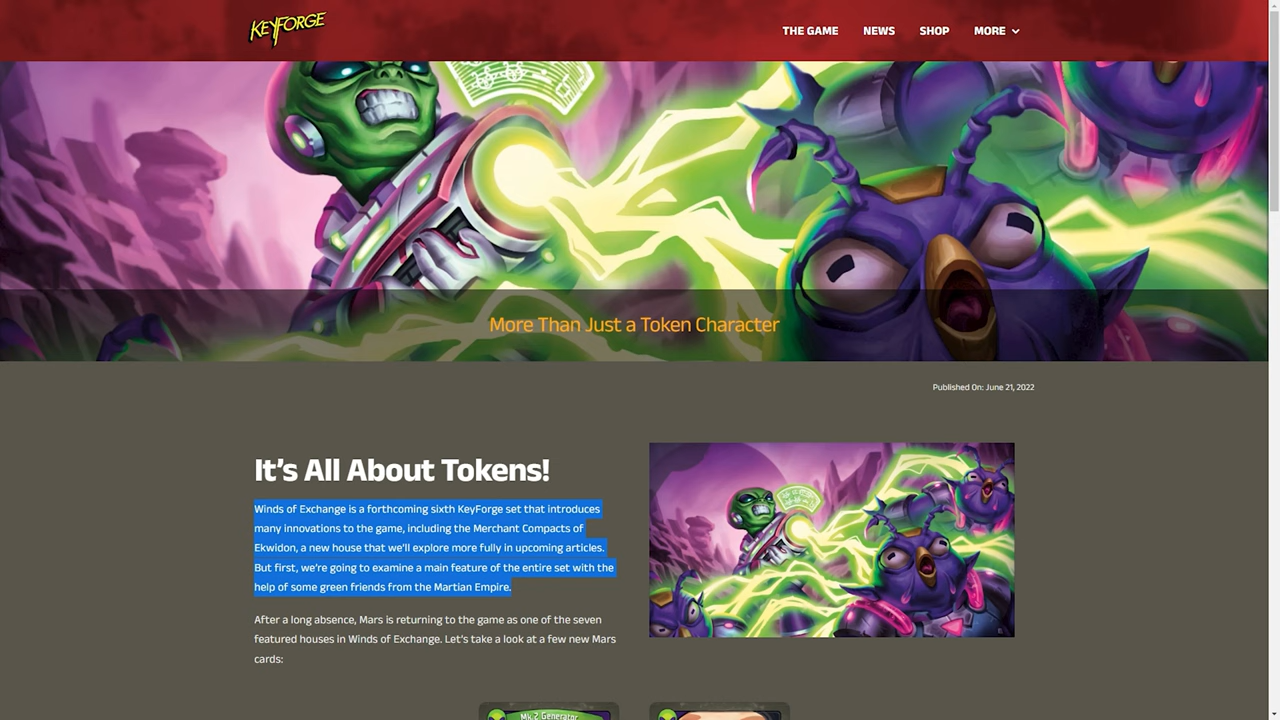 KEYFORGE
THE GAME
NEWS
SHOP
MORE
More Than Just a Token Character
Published On: June 21, 2022
It's All About Tokens!
Winds of Exchange is a forthcoming sixth KeyForge set that introduces
many innovations to the game, including the Merchant Compacts of
Ekwidon, a new house that we'll explore more fully in upcoming articles.
But first, we're going to examine a main feature of the entire set with the
help of some green friends from the Martian Empire.
After a long absence, Mars is returning to the game as one of the seven
featured houses in Winds of Exchange. Let's take a look at a few new Mars
cards:
Mk.2 Generator